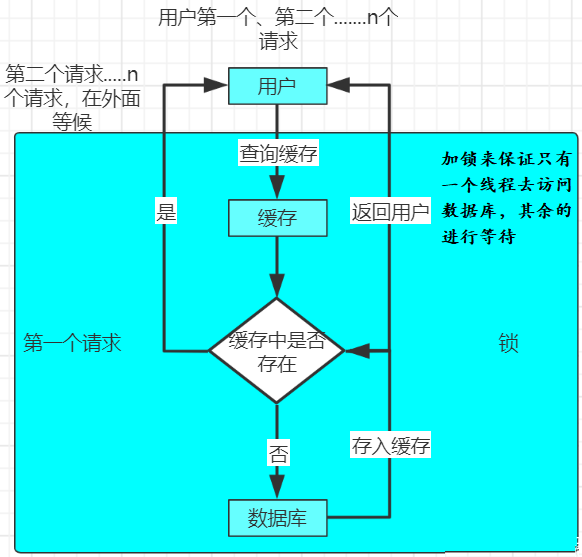 用户第一个、第二个.......n个
请求
第二个请求.....n
个请求，在外面
等候
用户
查询缓存
加锁来保证只有
一个线程去访问
数据库，其余的
进行等待
是
缓存
返回用户
第一个请求
缓存中是否
存在
锁
否
存入缓存
数据库